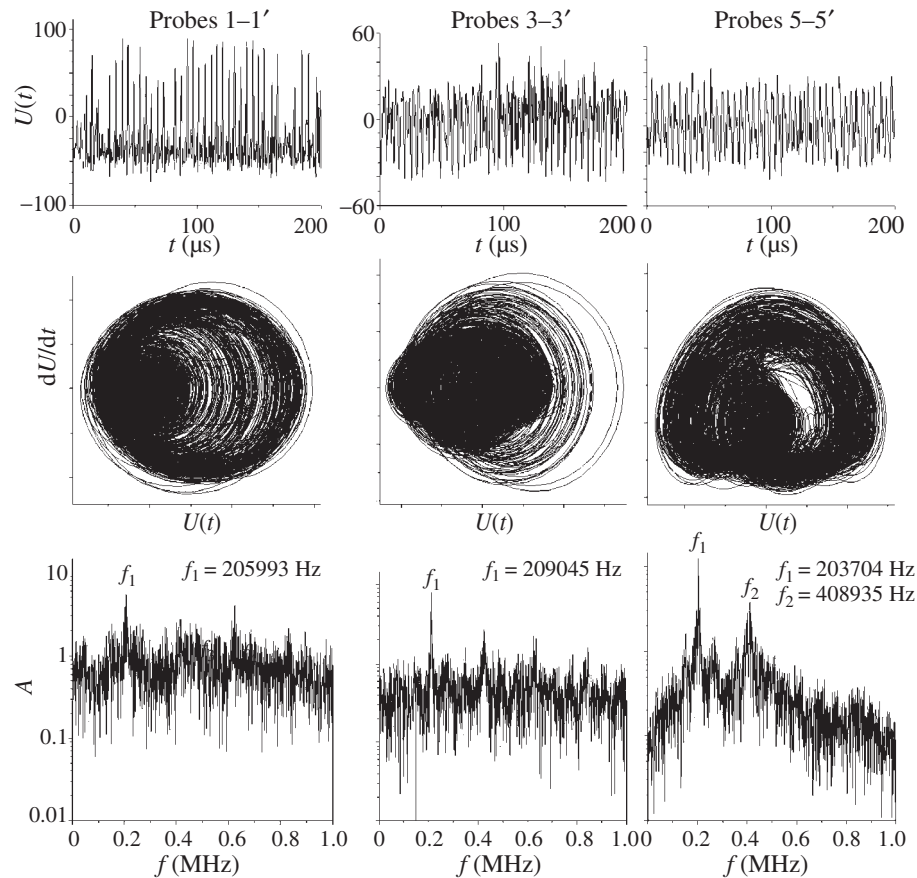 Probes 1–1′ Probes 3–3′ Probes 5–5′
100 60
U(t) 0 0
−100 −60
100 200 100 200 100 200
t (μs) t (μs) t (μs)
dU/dt
U(t) U(t) U(t)
f₁ f₁ = 205993 Hz f₁ f₁ = 209045 Hz f₁ f₁ = 203704 Hz
f₂ f₂ = 408935 Hz
10
1
A
0.1
0.01
0 0.2 0.4 0.6 0.8 1.0 0 0.2 0.4 0.6 0.8 1.0 0 0.2 0.4 0.6 0.8 1.0
f (MHz) f (MHz) f (MHz)